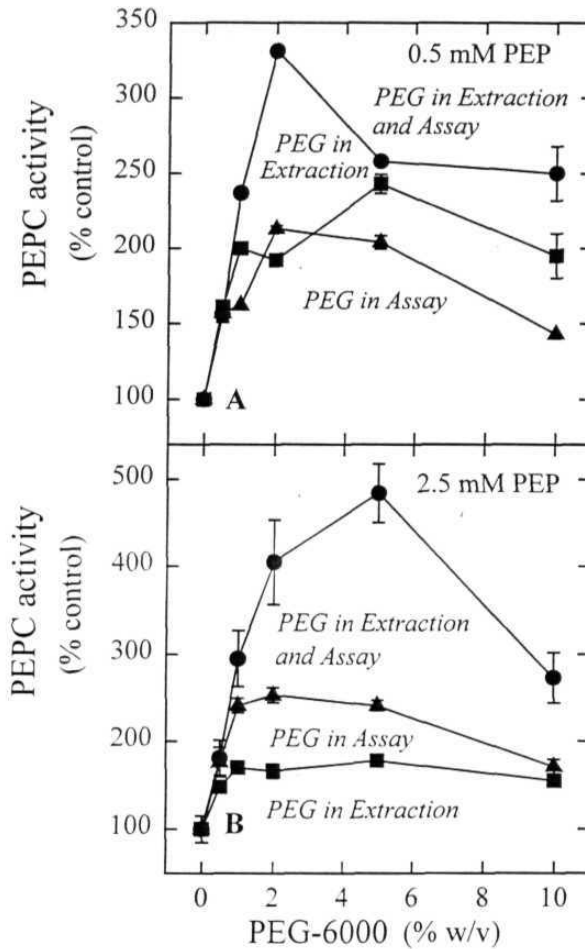 350
300
250
200
150
100
PEPC activity
(% control)
0.5 mM PEP
PEG in Extraction
and Assay
PEG in
Extraction
PEG in Assay
A
500
400
300
200
100
PEPC activity
(% control)
2.5 mM PEP
PEG in Extraction
and Assay
PEG in Assay
PEG in Extraction
B
0 2 4 6 8 10
PEG-6000 (% w/v)